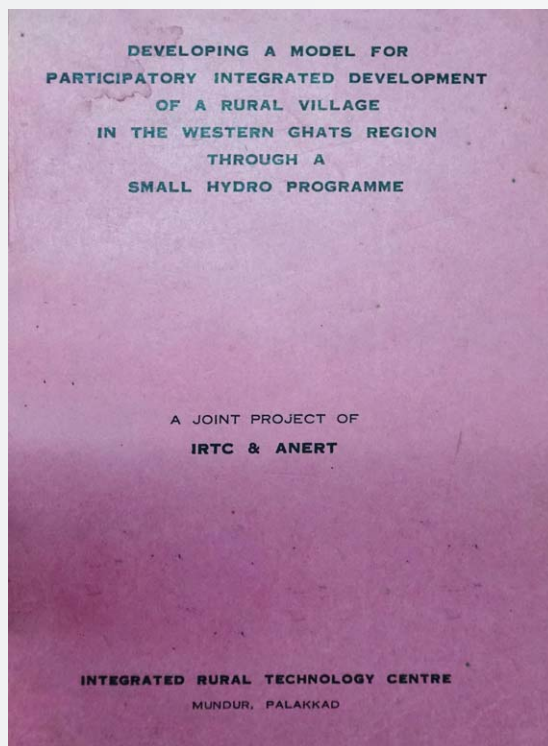 DEVELOPING A MODEL FOR
PARTICIPATORY INTEGRATED DEVELOPMENT
OF A RURAL VILLAGE
IN THE WESTERN GHATS REGION
THROUGH A
SMALL HYDRO PROGRAMME
A JOINT PROJECT OF
IRTC & ANERT
INTEGRATED RURAL TECHNOLOGY CENTRE
MUNDUR, PALAKKAD